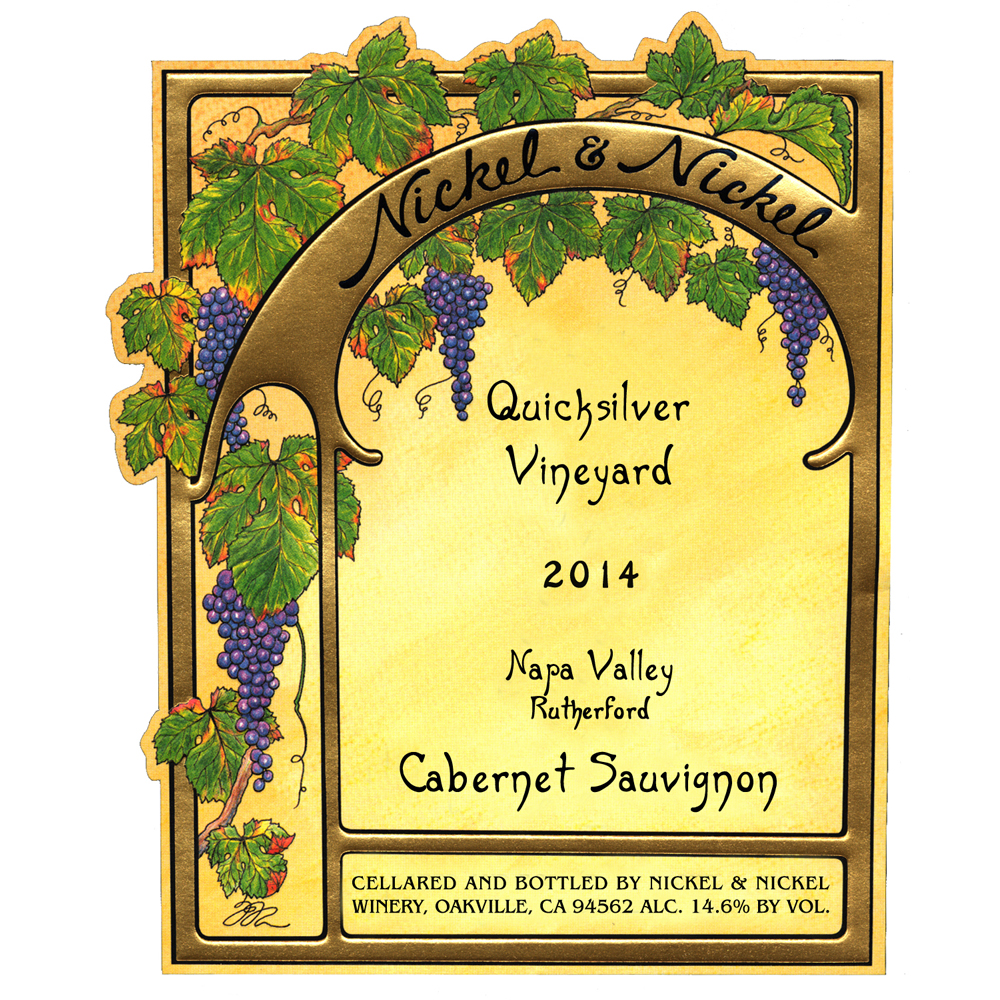 Nickel & Nickel
Quicksilver
Vineyard
2014
Napa Valley
Rutherford
Cabernet Sauvignon
CELLARED AND BOTTLED BY NICKEL & NICKEL
WINERY, OAKVILLE, CA 94562 ALC. 14.6% BY VOL.